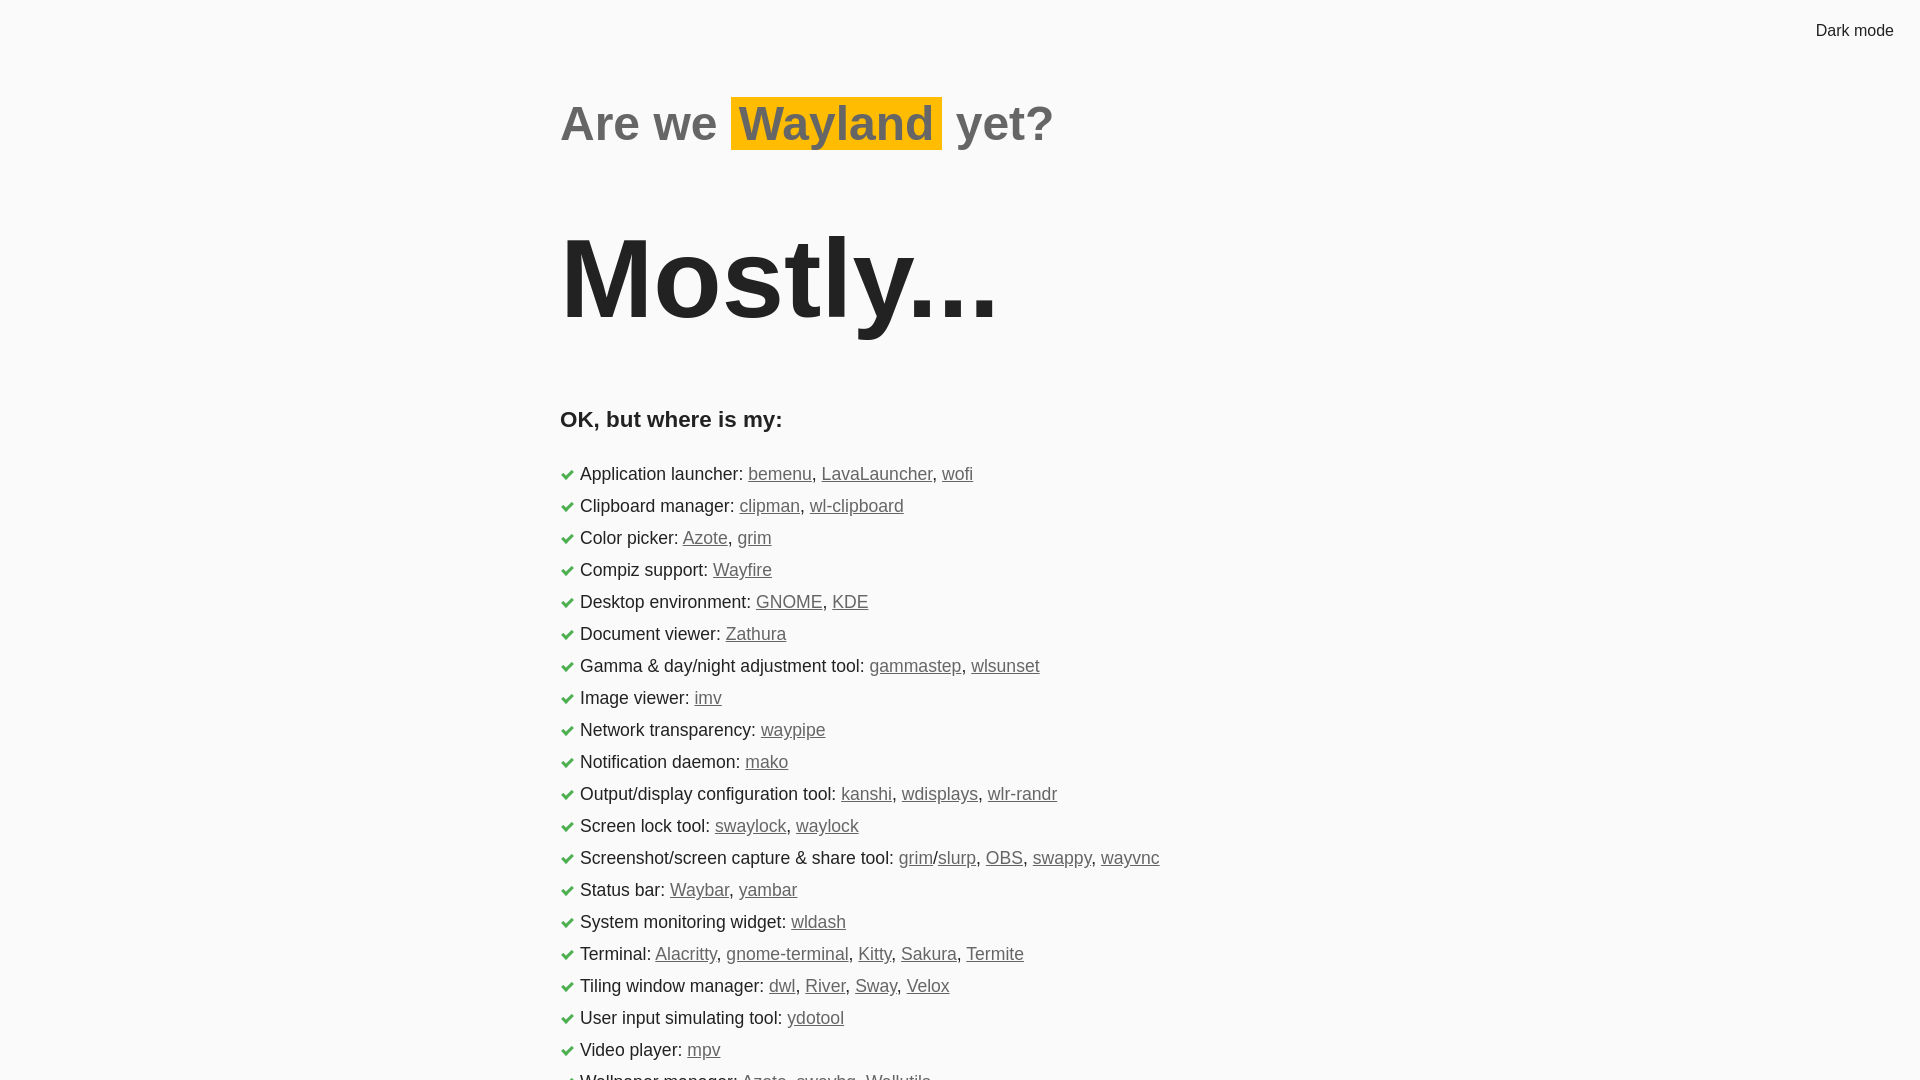 Dark mode
Are we Wayland yet?
Mostly...
OK, but where is my:
Application launcher: bemenu, LavaLauncher, wofi
Clipboard manager: clipman, wl-clipboard
Color picker: Azote, grim
Compiz support: Wayfire
Desktop environment: GNOME, KDE
Document viewer: Zathura
Gamma & day/night adjustment tool: gammastep, wlsunset
Image viewer: imv
Network transparency: waypipe
Notification daemon: mako
Output/display configuration tool: kanshi, wdisplays, wlr-randr
Screen lock tool: swaylock, waylock
Screenshot/screen capture & share tool: grim/slurp, OBS, swappy, wayvnc
Status bar: Waybar, yambar
System monitoring widget: wldash
Terminal: Alacritty, gnome-terminal, Kitty, Sakura, Termite
Tiling window manager: dwl, River, Sway, Velox
User input simulating tool: ydotool
Video player: mpv
Wallpaper manager: Azote, swaybg, Wallutils